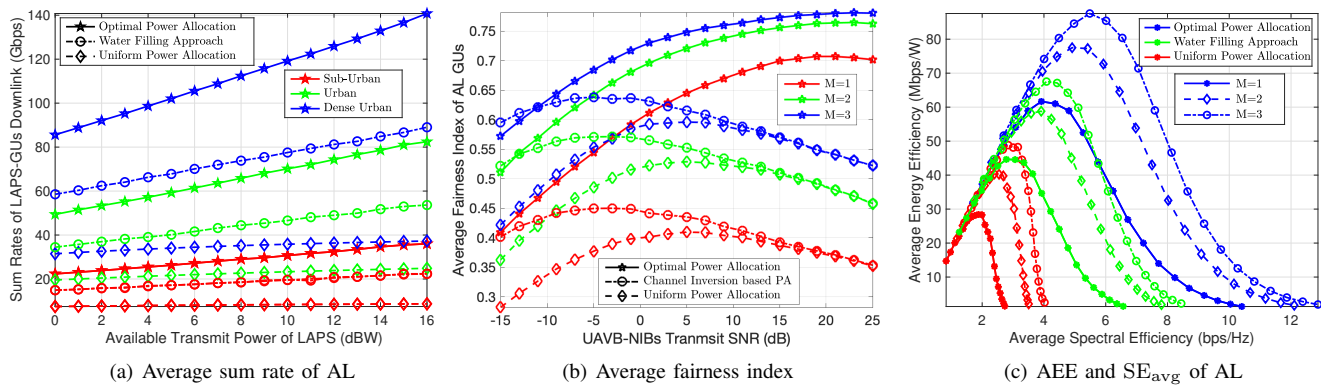 Sum Rates of LAPS-GUs Downlink (Gbps)
140
120
100
80
60
40
20
Optimal Power Allocation
Water Filling Approach
Uniform Power Allocation
Sub-Urban
Urban
Dense Urban
0 2 4 6 8 10 12 14 16
Available Transmit Power of LAPS (dBW)
(a) Average sum rate of AL
Average Fairness Index of AL GUs
0.75
0.7
0.65
0.6
0.55
0.5
0.45
0.4
0.35
0.3
M=1
M=2
M=3
Optimal Power Allocation
Channel Inversion based PA
Uniform Power Allocation
-15 -10 -5 0 5 10 15 20 25
UAVB-NIBs Tranmsit SNR (dB)
(b) Average fairness index
Average Energy Efficiency (Mbps/W)
80
70
60
50
40
30
20
10
Optimal Power Allocation
Water Filling Approach
Uniform Power Allocation
M=1
M=2
M=3
2 4 6 8 10 12
Average Spectral Efficiency (bps/Hz)
(c) AEE and SEavg of AL